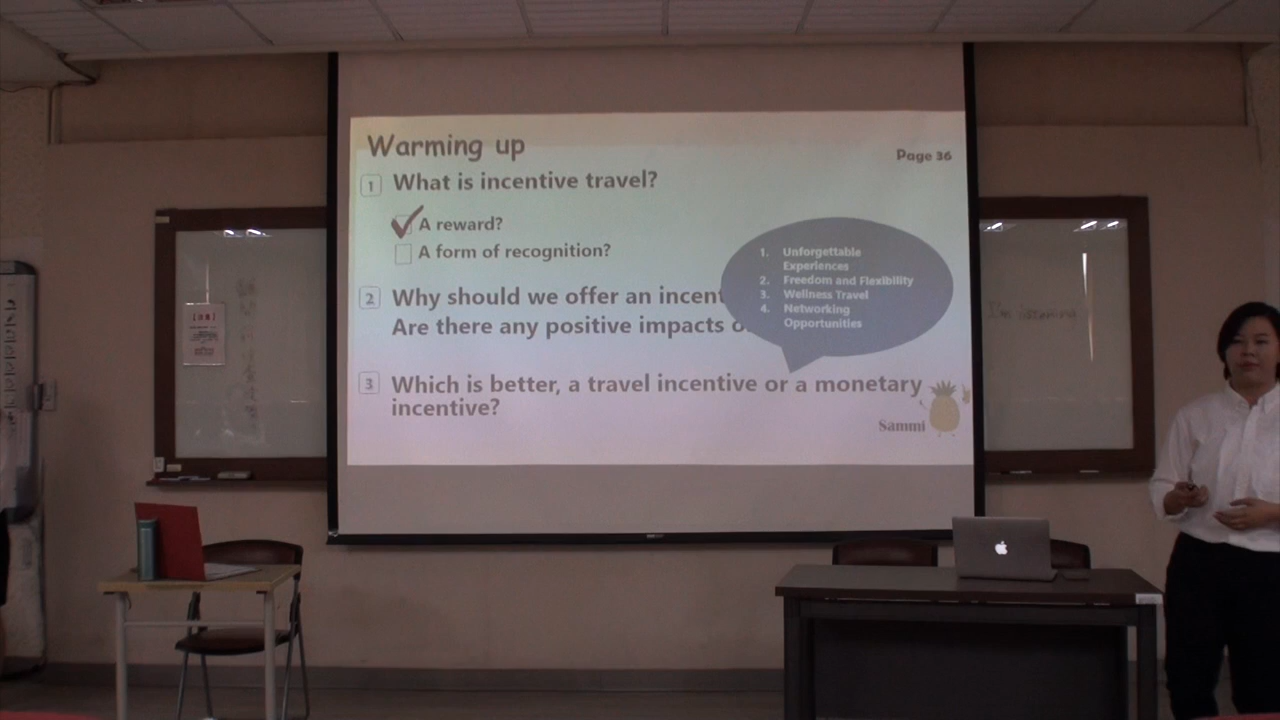 Warming up
Page 36
1 What is incentive travel?
A reward?
A form of recognition?
2 Why should we offer an incent
Are there any positive impacts o
1. Unforgettable
Experiences
2. Freedom and Flexibility
3. Wellness Travel
4. Networking
Opportunities
3 Which is better, a travel incentive or a monetary
incentive?
Sammi